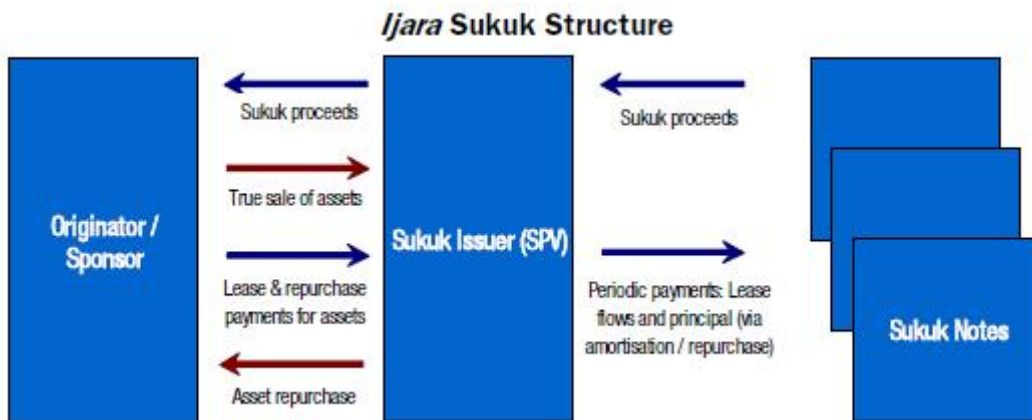 Ijara Sukuk Structure
Originator /
Sponsor
Sukuk proceeds
True sale of assets
Lease & repurchase
payments for assets
Asset repurchase
Sukuk Issuer (SPV)
Sukuk proceeds
Periodic payments: Lease
flows and principal (via
amortisation / repurchase)
Sukuk Notes